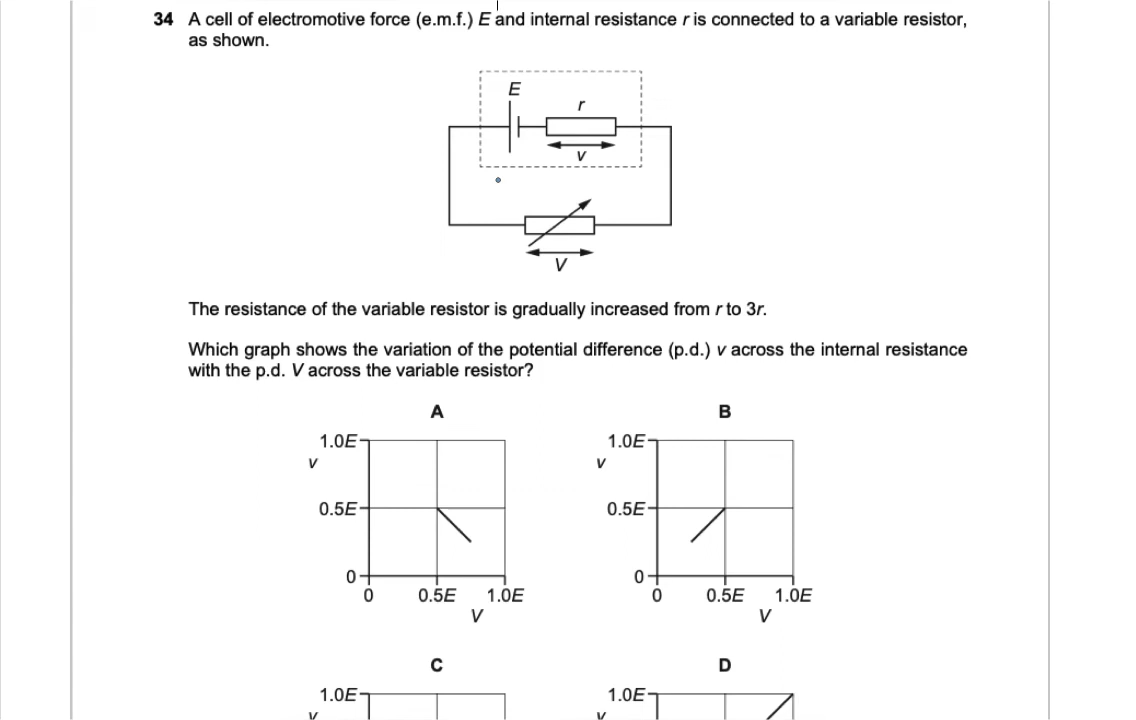 34 A cell of electromotive force (e.m.f.) E and internal resistance r is connected to a variable resistor,
as shown.
E
r
v
V
The resistance of the variable resistor is gradually increased from r to 3r.
Which graph shows the variation of the potential difference (p.d.) v across the internal resistance
with the p.d. V across the variable resistor?
A B
1.0E 1.0E
v v
0.5E 0.5E
0 0
0 0.5E 1.0E 0 0.5E 1.0E
V V
C D
1.0E 1.0E
v v